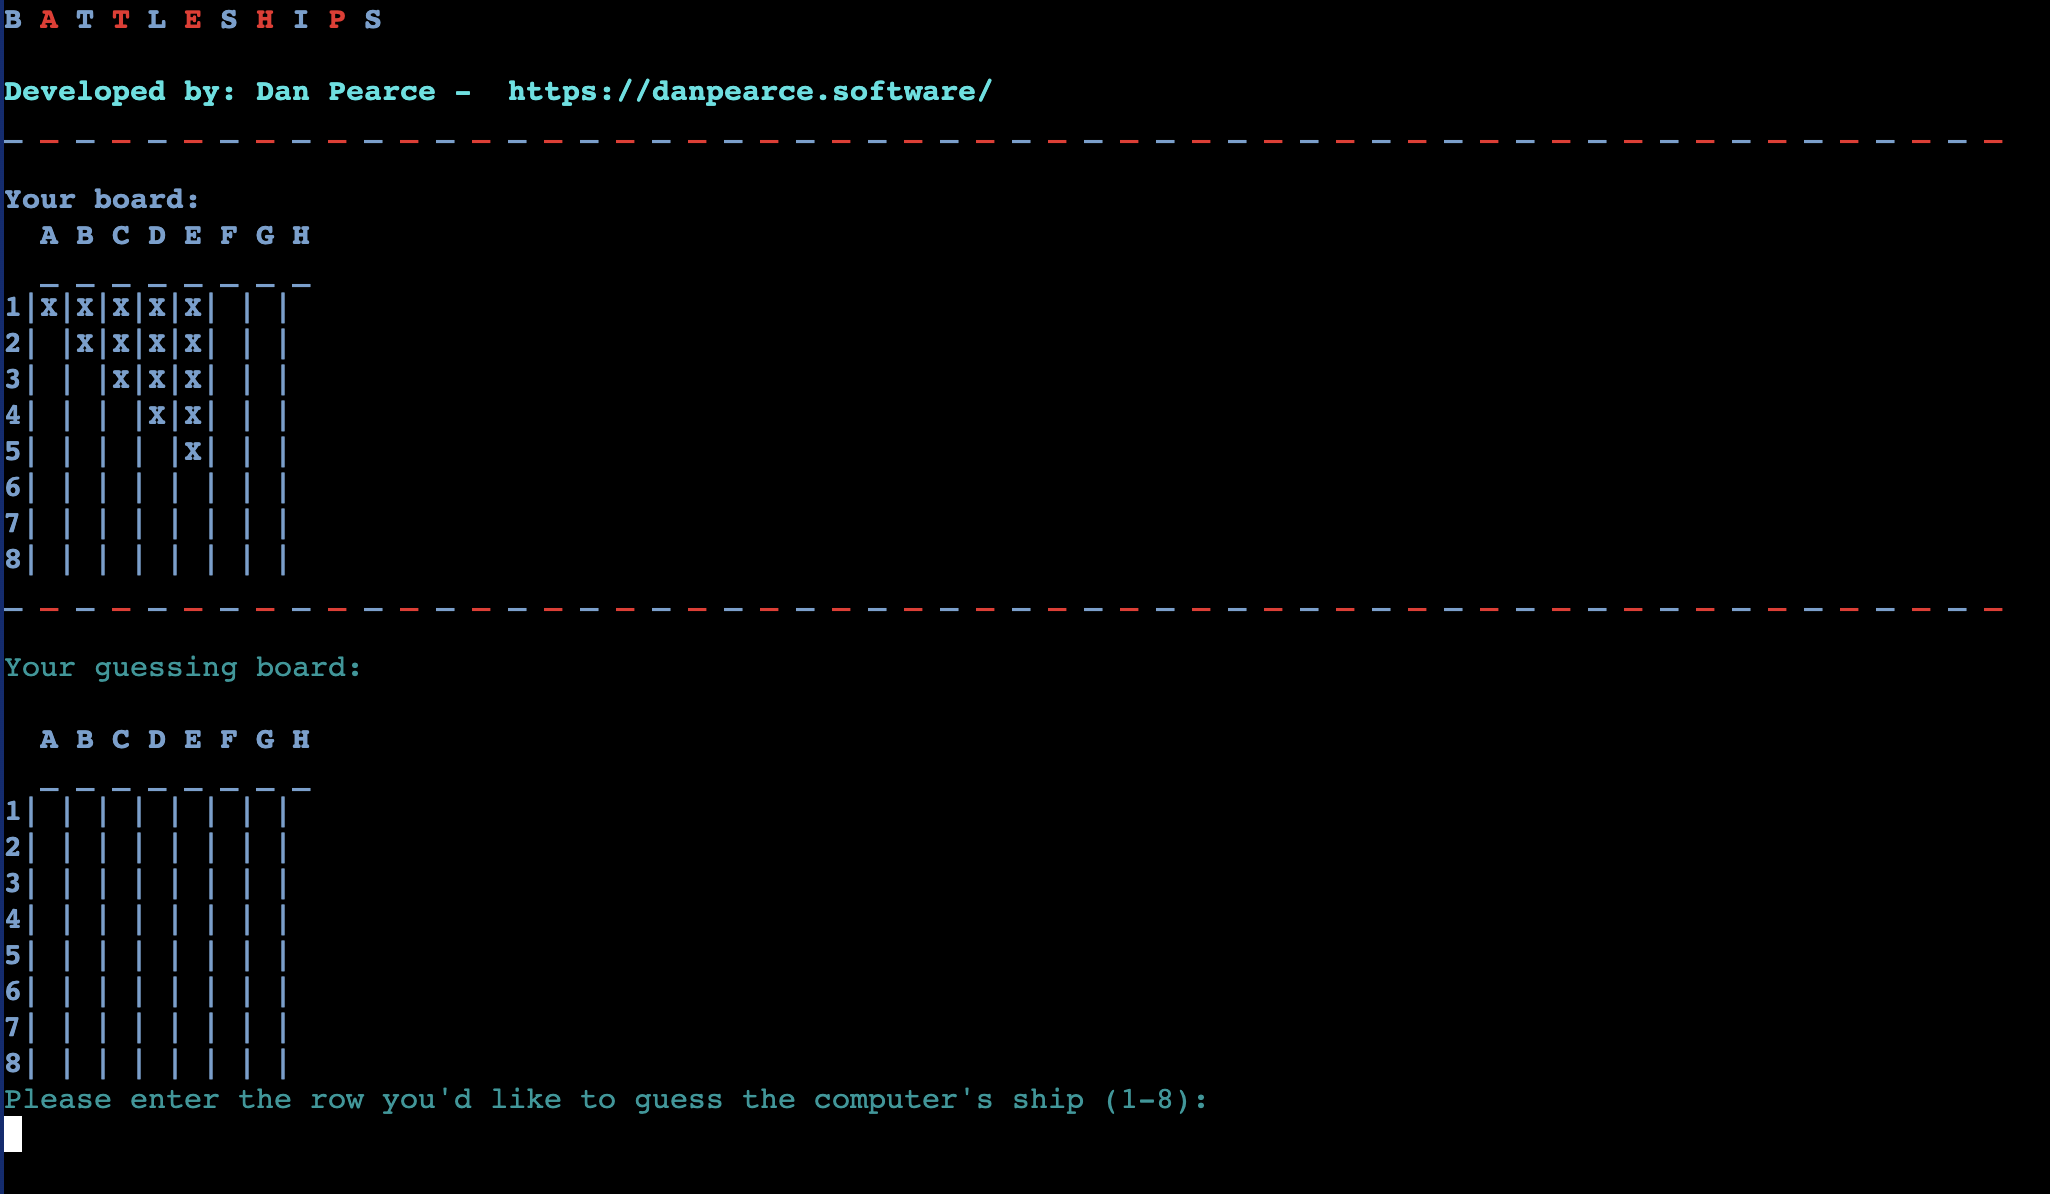 B A T T L E S H I P S
Developed by: Dan Pearce -  https://danpearce.software/
_ _ _ _ _ _ _ _ _ _ _ _ _ _ _ _ _ _ _ _ _ _ _ _ _ _ _ _ _ _ _ _ _ _ _ _ _ _ _ _ _ _ _ _ _ _ _ _ _ _ _ _ _ _ _ _
Your board:
  A B C D E F G H
  _ _ _ _ _ _ _ _
1|X|X|X|X|X| | |
2| |X|X|X|X| | |
3| | |X|X|X| | |
4| | | |X|X| | |
5| | | | |X| | |
6| | | | | | | |
7| | | | | | | |
8| | | | | | | |
_ _ _ _ _ _ _ _ _ _ _ _ _ _ _ _ _ _ _ _ _ _ _ _ _ _ _ _ _ _ _ _ _ _ _ _ _ _ _ _ _ _ _ _ _ _ _ _ _ _ _ _ _ _ _ _
Your guessing board:
  A B C D E F G H
  _ _ _ _ _ _ _ _
1| | | | | | | |
2| | | | | | | |
3| | | | | | | |
4| | | | | | | |
5| | | | | | | |
6| | | | | | | |
7| | | | | | | |
8| | | | | | | |
Please enter the row you'd like to guess the computer's ship (1-8):